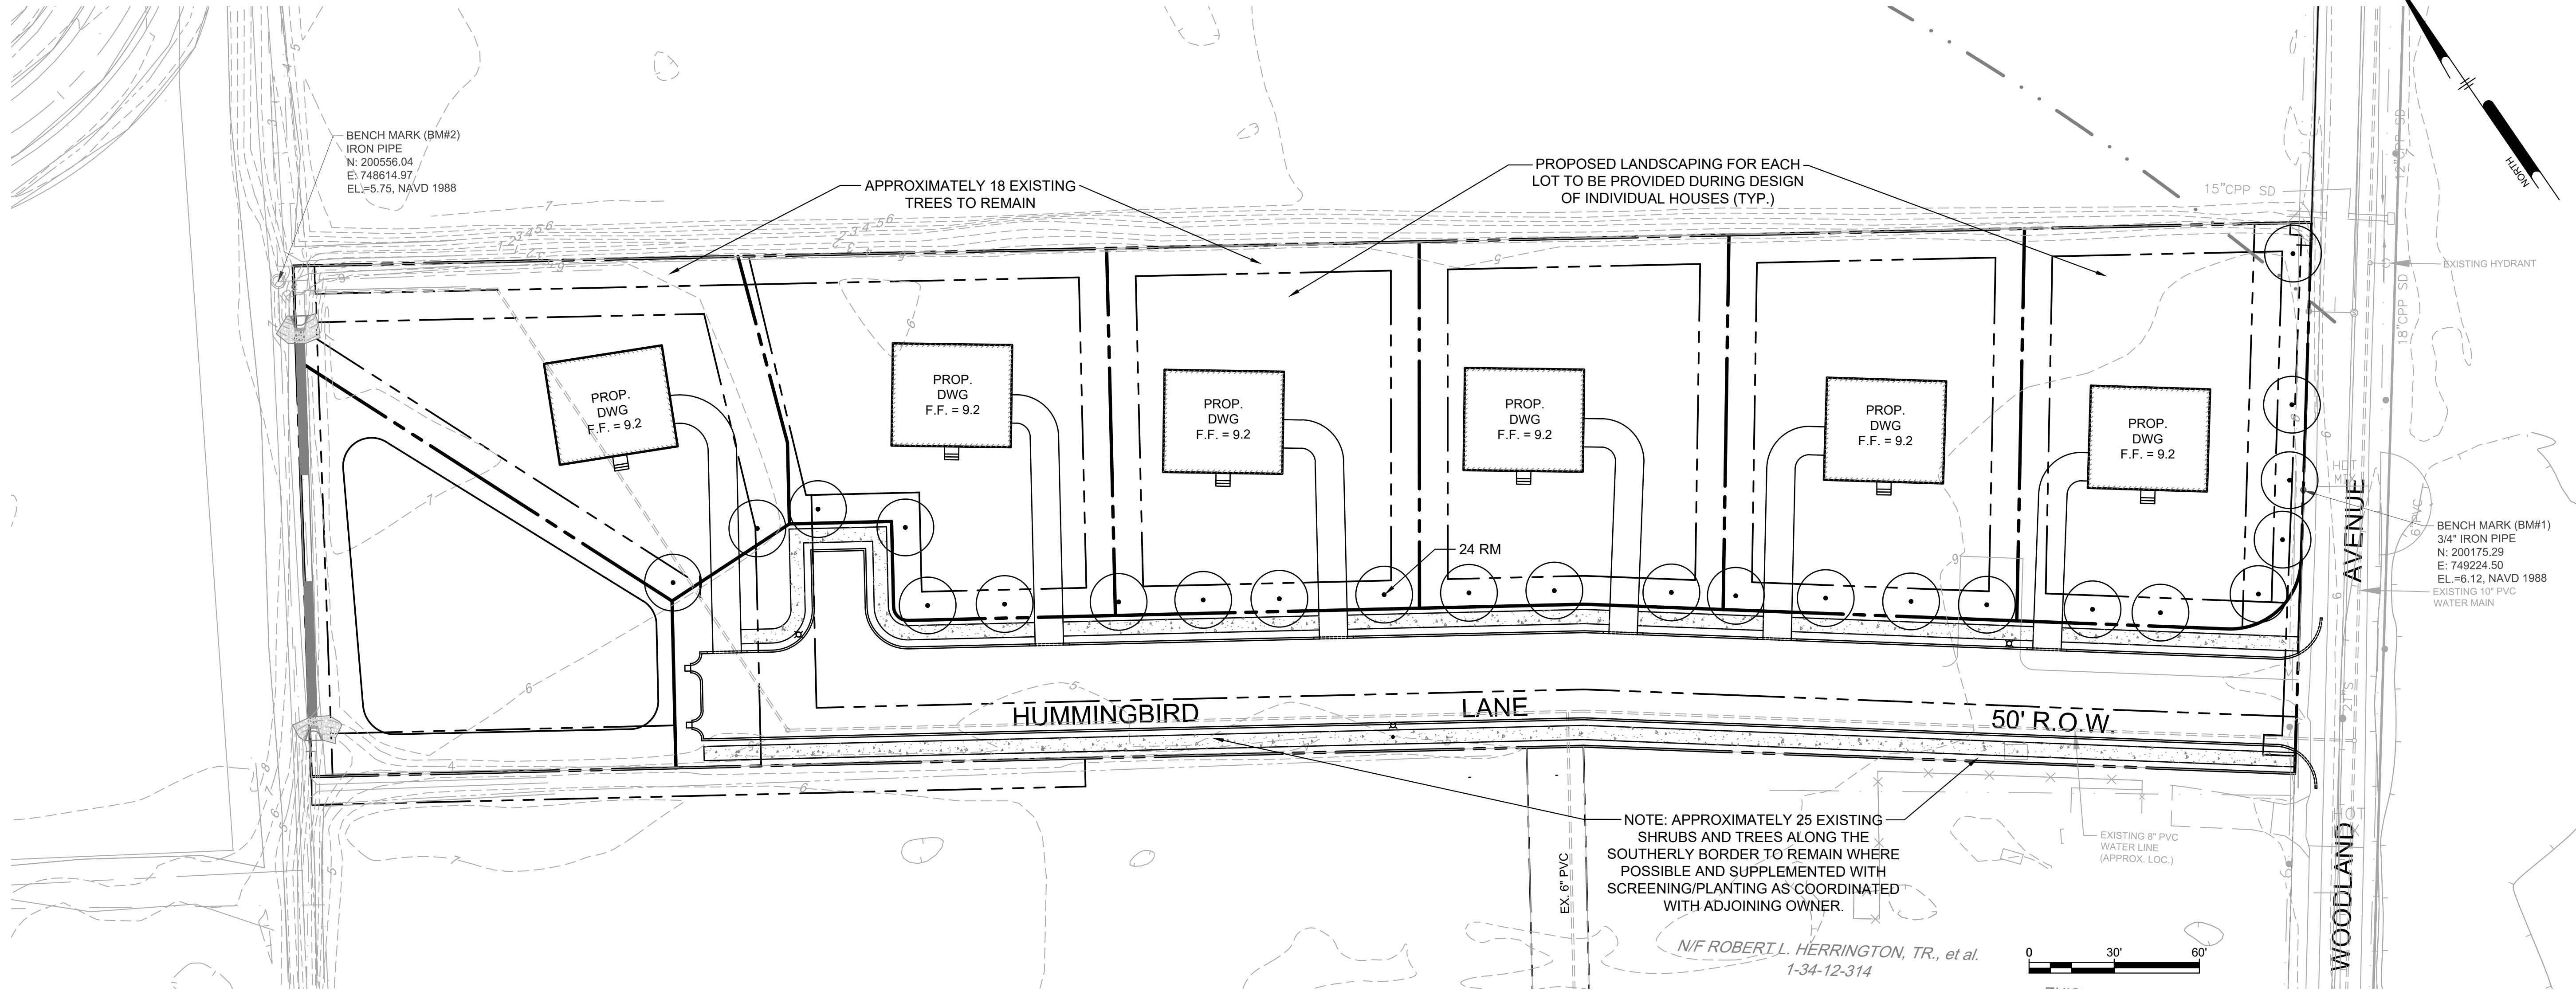 BENCH MARK (BM#2)
IRON PIPE
N: 200556.04
E: 748614.97
EL.=5.75, NAVD 1988
APPROXIMATELY 18 EXISTING
TREES TO REMAIN
PROPOSED LANDSCAPING FOR EACH
LOT TO BE PROVIDED DURING DESIGN
OF INDIVIDUAL HOUSES (TYP.)
NORTH
15"CPP SD
12"CPP SD
18"CPP SD
EXISTING HYDRANT
PROP.
DWG
F.F. = 9.2
PROP.
DWG
F.F. = 9.2
PROP.
DWG
F.F. = 9.2
PROP.
DWG
F.F. = 9.2
PROP.
DWG
F.F. = 9.2
PROP.
DWG
F.F. = 9.2
24 RM
6"PVC
BENCH MARK (BM#1)
3/4" IRON PIPE
N: 200175.29
E: 749224.50
EL.=6.12, NAVD 1988
EXISTING 10" PVC
WATER MAIN
HUMMINGBIRD LANE 50' R.O.W.
WOODLAND AVENUE
21"S
NOTE: APPROXIMATELY 25 EXISTING
SHRUBS AND TREES ALONG THE
SOUTHERLY BORDER TO REMAIN WHERE
POSSIBLE AND SUPPLEMENTED WITH
SCREENING/PLANTING AS COORDINATED
WITH ADJOINING OWNER.
EX. 6" PVC
EXISTING 8" PVC
WATER LINE
(APPROX. LOC.)
N/F ROBERT L. HERRINGTON, TR., et al.
1-34-12-314
0 30' 60'